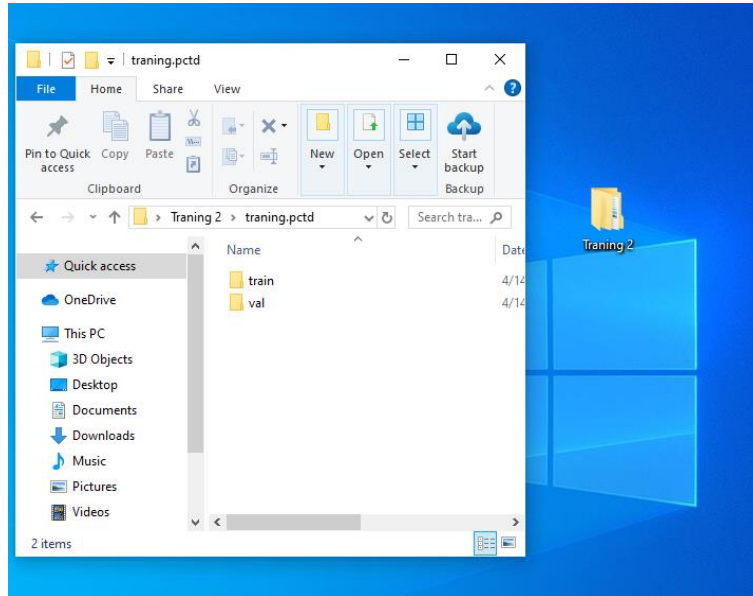 traning.pctd
File Home Share View
Pin to Quick access Copy Paste
New Open Select Start backup
Clipboard Organize Backup
Traning 2 > traning.pctd Search tra...
Name Date
Quick access
train 4/14
val 4/14
OneDrive
This PC
3D Objects
Desktop
Documents
Downloads
Music
Pictures
Videos
2 items
Traning 2